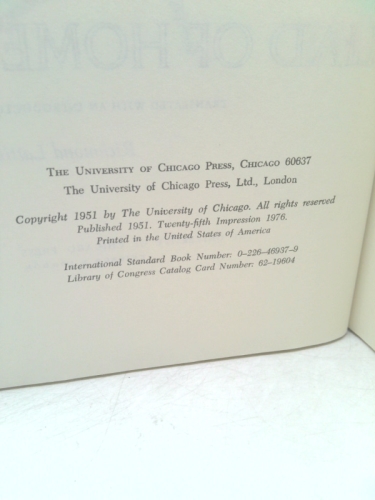 THE UNIVERSITY OF CHICAGO PRESS, CHICAGO 60637
The University of Chicago Press, Ltd., London
Copyright 1951 by The University of Chicago. All rights reserved
Published 1951. Twenty-fifth Impression 1976.
Printed in the United States of America
International Standard Book Number: 0-226-46937-9
Library of Congress Catalog Card Number: 62-19604